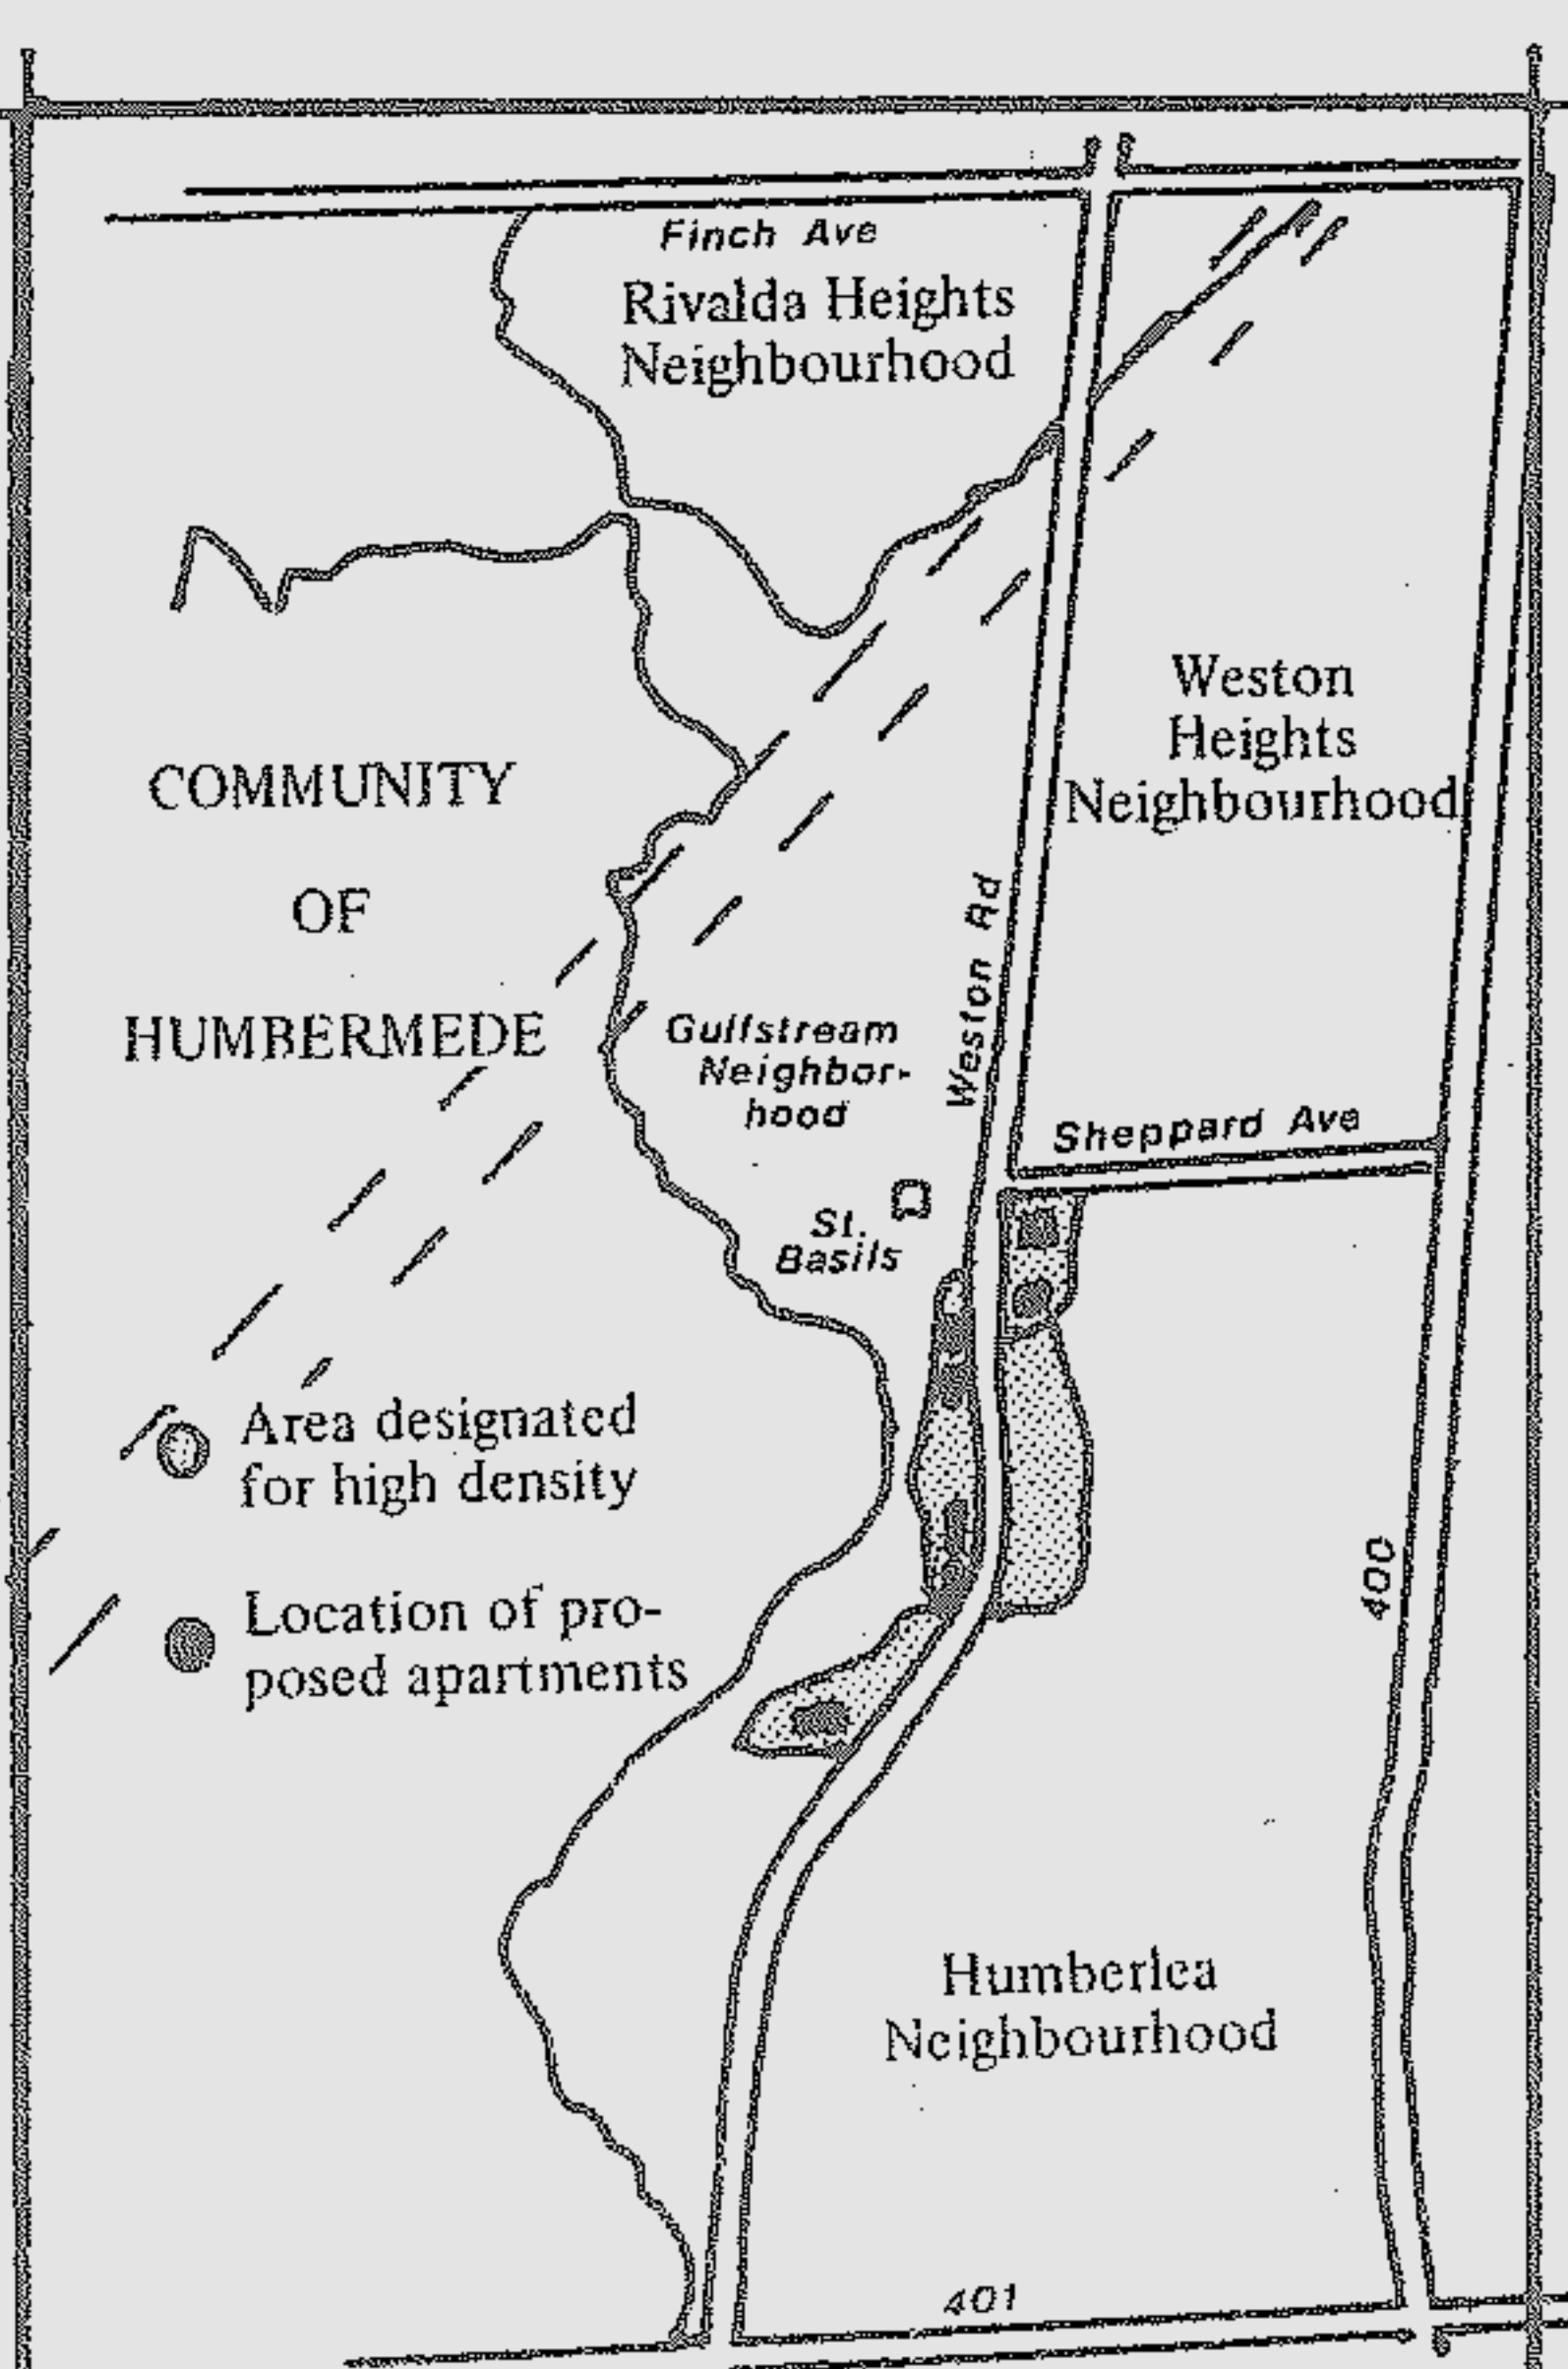 Finch Ave
Rivalda Heights
Neighbourhood
Weston
Heights
Neighbourhood
COMMUNITY
OF
HUMBERMEDE
Weston Rd
Gulfstream
Neighbor-
hood
Sheppard Ave
St.
Basils
Area designated
for high density
400
Location of pro-
posed apartments
Humberlea
Neighbourhood
401